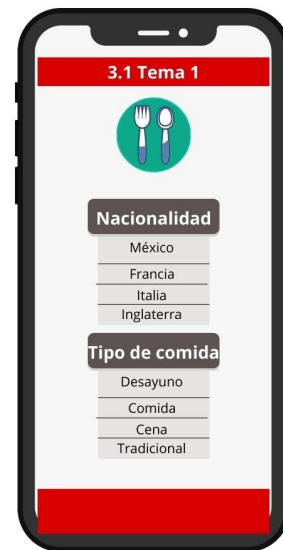 3.1 Tema 1
Nacionalidad
México
Francia
Italia
Inglaterra
Tipo de comida
Desayuno
Comida
Cena
Tradicional